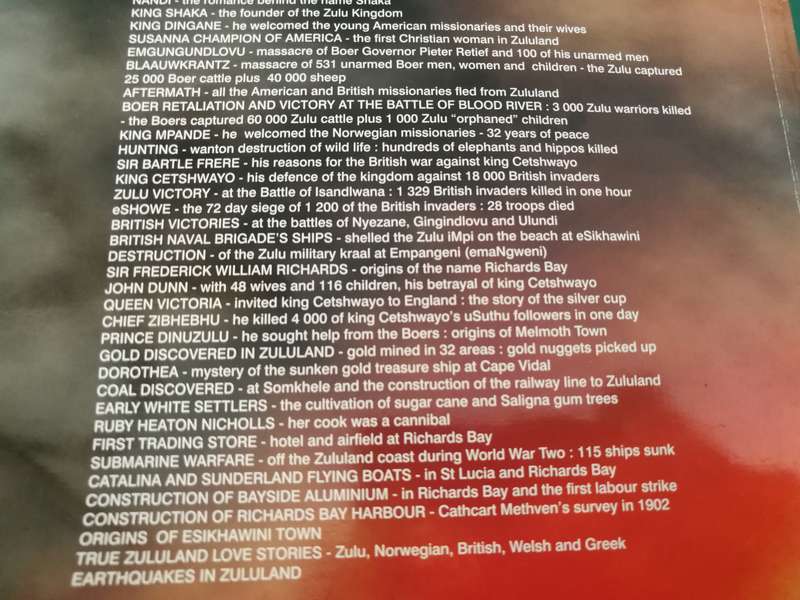 NANDI - the romance behind the name Shaka
KING SHAKA - the founder of the Zulu Kingdom
KING DINGANE - he welcomed the young American missionaries and their wives
SUSANNA CHAMPION OF AMERICA - the first Christian woman in Zululand
EMGUNGUNDLOVU - massacre of Boer Governor Pieter Retief and 100 of his unarmed men
BLAAUWKRANTZ - massacre of 531 unarmed Boer men, women and children - the Zulu captured
25 000 Boer cattle plus 40 000 sheep
AFTERMATH - all the American and British missionaries fled from Zululand
BOER RETALIATION AND VICTORY AT THE BATTLE OF BLOOD RIVER : 3 000 Zulu warriors killed
- the Boers captured 60 000 Zulu cattle plus 1 000 Zulu “orphaned” children
KING MPANDE - he welcomed the Norwegian missionaries - 32 years of peace
HUNTING - wanton destruction of wild life : hundreds of elephants and hippos killed
SIR BARTLE FRERE - his reasons for the British war against king Cetshwayo
KING CETSHWAYO - his defence of the kingdom against 18 000 British invaders
ZULU VICTORY - at the Battle of Isandlwana : 1 329 British invaders killed in one hour
eSHOWE - the 72 day siege of 1 200 of the British invaders : 28 troops died
BRITISH VICTORIES - at the battles of Nyezane, Gingindlovu and Ulundi
BRITISH NAVAL BRIGADE'S SHIPS - shelled the Zulu iMpi on the beach at eSikhawini
DESTRUCTION - of the Zulu military kraal at Empangeni (emaNgweni)
SIR FREDERICK WILLIAM RICHARDS - origins of the name Richards Bay
JOHN DUNN - with 48 wives and 116 children, his betrayal of king Cetshwayo
QUEEN VICTORIA - invited king Cetshwayo to England : the story of the silver cup
CHIEF ZIBHEBHU - he killed 4 000 of king Cetshwayo's uSuthu followers in one day
PRINCE DINUZULU - he sought help from the Boers : origins of Melmoth Town
GOLD DISCOVERED IN ZULULAND - gold mined in 32 areas : gold nuggets picked up
DOROTHEA - mystery of the sunken gold treasure ship at Cape Vidal
COAL DISCOVERED - at Somkhele and the construction of the railway line to Zululand
EARLY WHITE SETTLERS - the cultivation of sugar cane and Saligna gum trees
RUBY HEATON NICHOLLS - her cook was a cannibal
FIRST TRADING STORE - hotel and airfield at Richards Bay
SUBMARINE WARFARE - off the Zululand coast during World War Two : 115 ships sunk
CATALINA AND SUNDERLAND FLYING BOATS - in St Lucia and Richards Bay
CONSTRUCTION OF BAYSIDE ALUMINIUM - in Richards Bay and the first labour strike
CONSTRUCTION OF RICHARDS BAY HARBOUR - Cathcart Methven's survey in 1902
ORIGINS OF ESIKHAWINI TOWN
TRUE ZULULAND LOVE STORIES - Zulu, Norwegian, British, Welsh and Greek
EARTHQUAKES IN ZULULAND